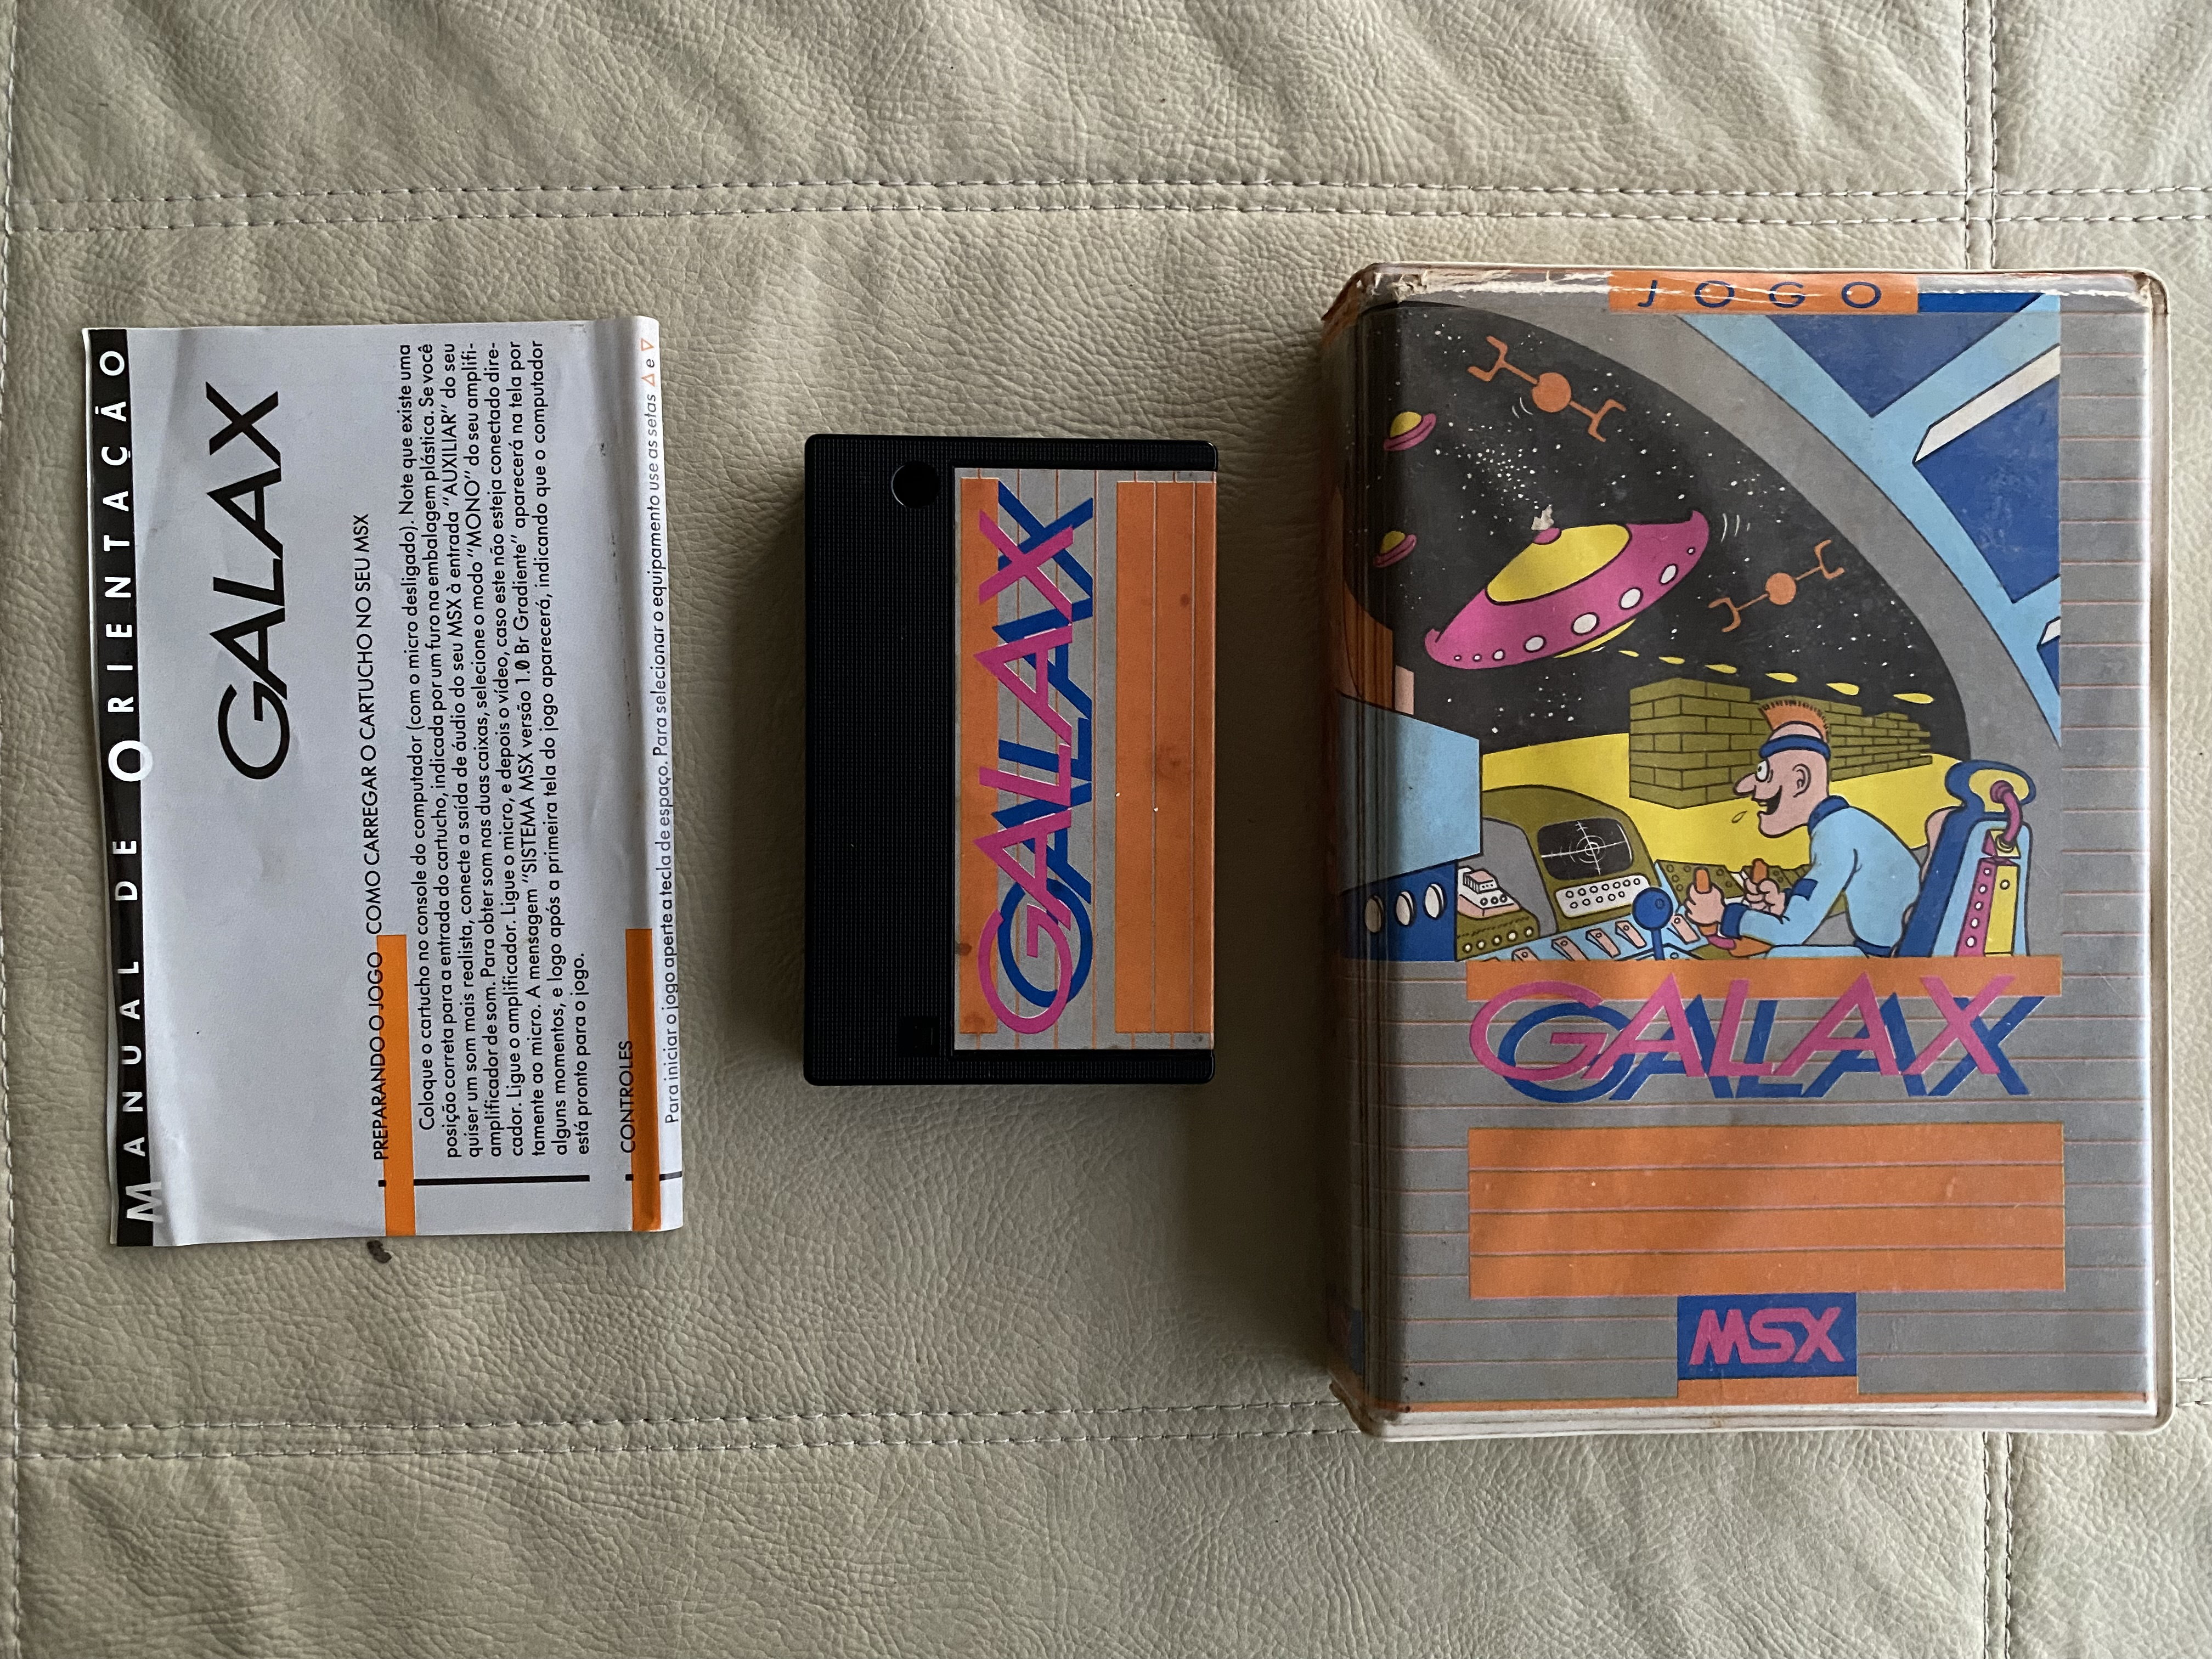 MANUAL DE ORIENTAÇÃO
GALAX
PREPARANDO O JOGO COMO CARREGAR O CARTUCHO NO SEU MSX
Coloque o cartucho no console do computador (com o micro desligado). Note que existe uma
posição correta para a entrada do cartucho, indicada por um furo na embalagem plástica. Se você
quiser um som mais realista, conecte a saída de áudio do seu MSX à entrada "AUXILIAR" do seu
amplificador de som. Para obter som nas duas caixas, selecione o modo "MONO" do seu amplifi-
cador. Ligue o amplificador. Ligue o micro, e depois o vídeo, caso este não esteja conectado dire-
tamente ao micro. A mensagem "SISTEMA MSX versão 1.0 Br Gradiente" aparecerá na tela por
alguns momentos, e logo após a primeira tela do jogo aparecerá, indicando que o computador
está pronto para o jogo.
CONTROLES
Para iniciar o jogo aperte a tecla de espaço. Para selecionar o equipamento use as setas △ e ▽
GALAX
JOGO
GALAX
MSX